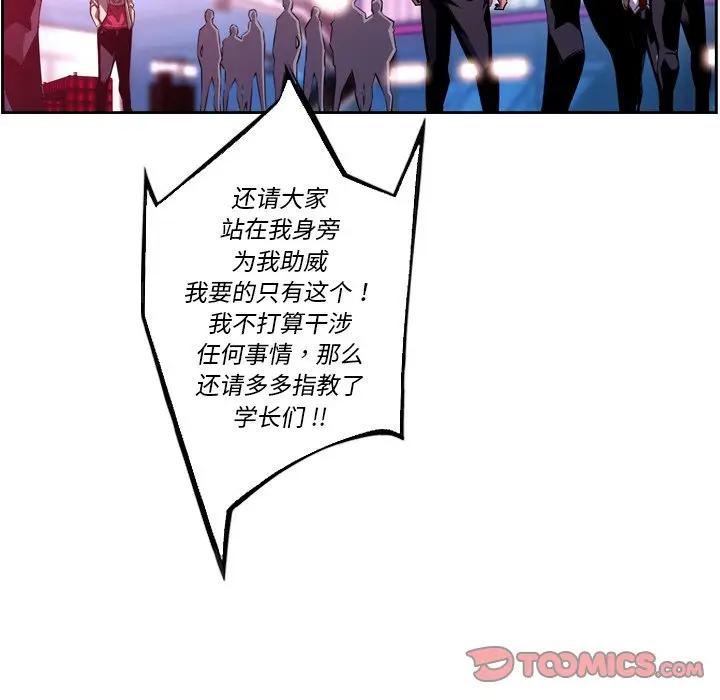 还请大家
站在我身旁
为我助威
我要的只有这个！
我不打算干涉
任何事情，那么
还请多多指教了
学长们!!
TOOMICS.COM